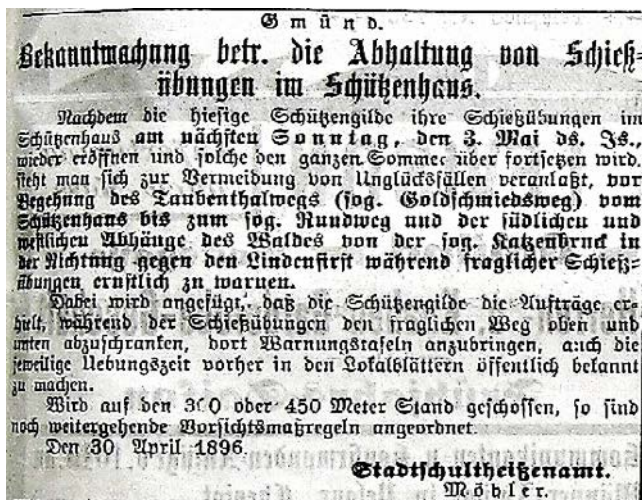 Gmünd.
Bekanntmachung betr. die Abhaltung von Schieß-
übungen im Schützenhaus.
Nachdem die hiesige Schützengilde ihre Schießübungen im
Schützenhaus am nächsten Sonntag, den 3. Mai ds. Js.,
wieder eröffnen und solche den ganzen Sommer über fortsetzen wird,
sieht man sich zur Vermeidung von Unglücksfällen veranlaßt, vor
Begehung des Taubenthalwegs (sog. Goldschmiedsweg) vom
Schützenhaus bis zum sog. Rundweg und der südlichen und
westlichen Abhänge des Waldes von der sog. Katzenbruck in
der Richtung gegen den Lindenfirst während fraglicher Schieß-
übungen ernstlich zu warnen.
Dabei wird angefügt, daß die Schützengilde die Aufträge er-
hielt, während der Schießübungen den fraglichen Weg oben und
unten abzuschranken, dort Warnungstafeln anzubringen, auch die
jeweilige Uebungszeit vorher in den Lokalblättern öffentlich bekannt
zu machen.
Wird auf den 300 oder 450 Meter Stand geschossen, so sind
noch weitergehende Vorsichtsmaßregeln angeordnet.
Den 30 April 1896.
Stadtschultheißenamt.
Möhler.